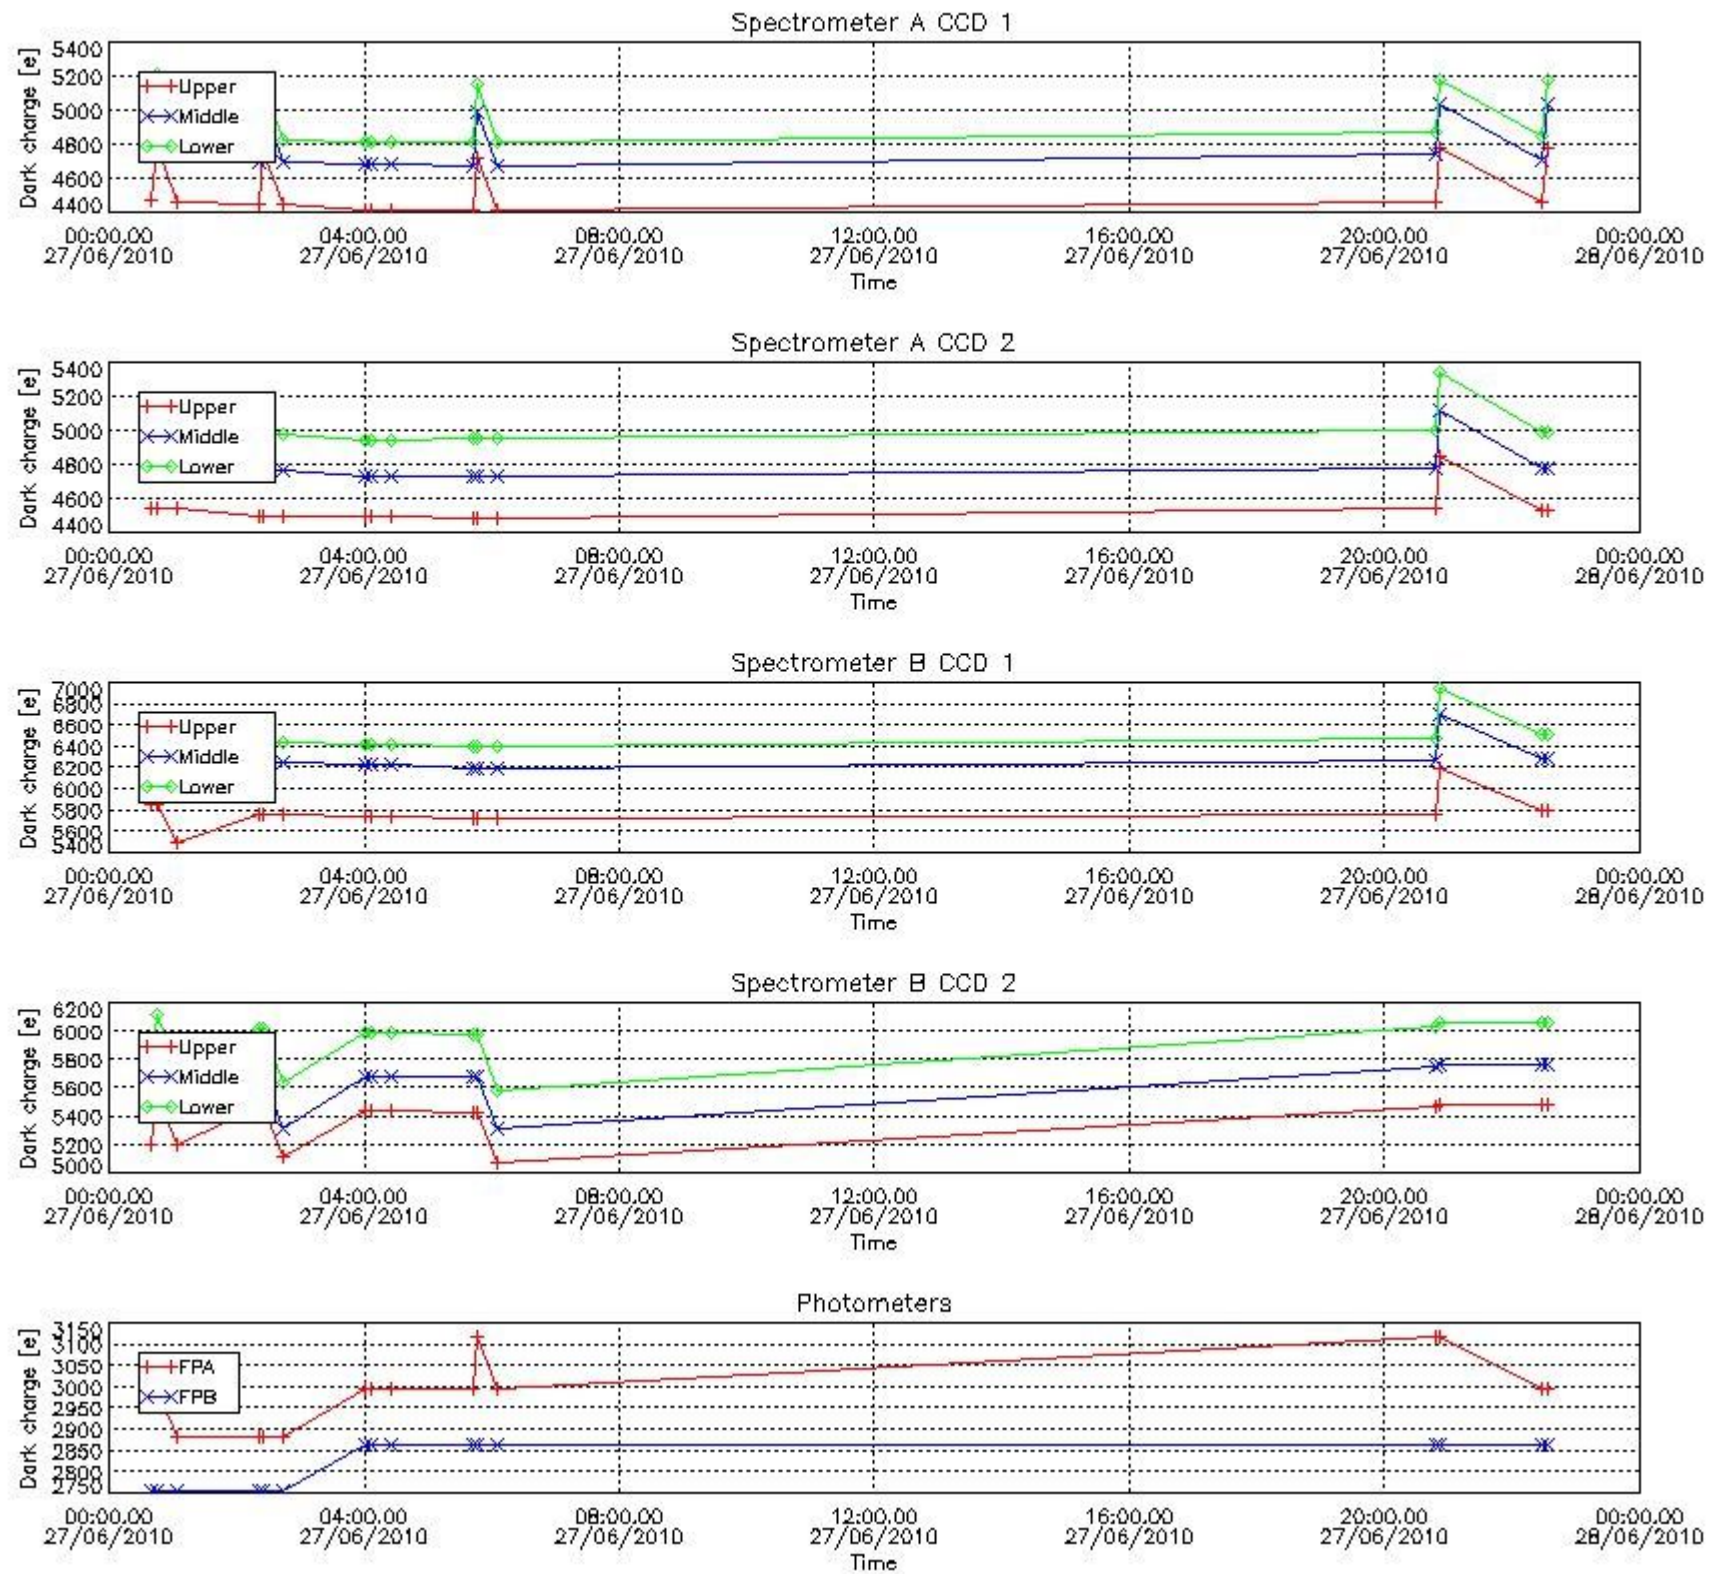 Spectrometer A CCD 1
Dark charge [e]
5400
5200
5000
4800
4600
4400
Upper
Middle
Lower
00:00.00 04:00.00 08:00.00 12:00.00 16:00.00 20:00.00 00:00.00
27/06/2010 27/06/2010 27/06/2010 27/06/2010 27/06/2010 27/06/2010 28/06/2010
Time
Spectrometer A CCD 2
Dark charge [e]
5400
5200
5000
4800
4600
4400
Upper
Middle
Lower
00:00.00 04:00.00 08:00.00 12:00.00 16:00.00 20:00.00 00:00.00
27/06/2010 27/06/2010 27/06/2010 27/06/2010 27/06/2010 27/06/2010 28/06/2010
Time
Spectrometer B CCD 1
Dark charge [e]
7000
6800
6600
6400
6200
6000
5800
5600
5400
Upper
Middle
Lower
00:00.00 04:00.00 08:00.00 12:00.00 16:00.00 20:00.00 00:00.00
27/06/2010 27/06/2010 27/06/2010 27/06/2010 27/06/2010 27/06/2010 28/06/2010
Time
Spectrometer B CCD 2
Dark charge [e]
6200
6000
5800
5600
5400
5200
5000
Upper
Middle
Lower
00:00.00 04:00.00 08:00.00 12:00.00 16:00.00 20:00.00 00:00.00
27/06/2010 27/06/2010 27/06/2010 27/06/2010 27/06/2010 27/06/2010 28/06/2010
Time
Photometers
Dark charge [e]
3150
3100
3050
3000
2950
2900
2850
2800
2750
FPA
FPB
00:00.00 04:00.00 08:00.00 12:00.00 16:00.00 20:00.00 00:00.00
27/06/2010 27/06/2010 27/06/2010 27/06/2010 27/06/2010 27/06/2010 28/06/2010
Time